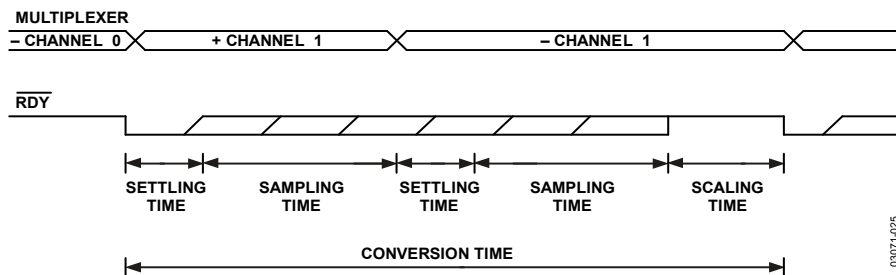 MULTIPLEXER
– CHANNEL 0
+ CHANNEL 1
– CHANNEL 1
RDY
SETTLING TIME
SAMPLING TIME
SETTLING TIME
SAMPLING TIME
SCALING TIME
CONVERSION TIME
07071-025